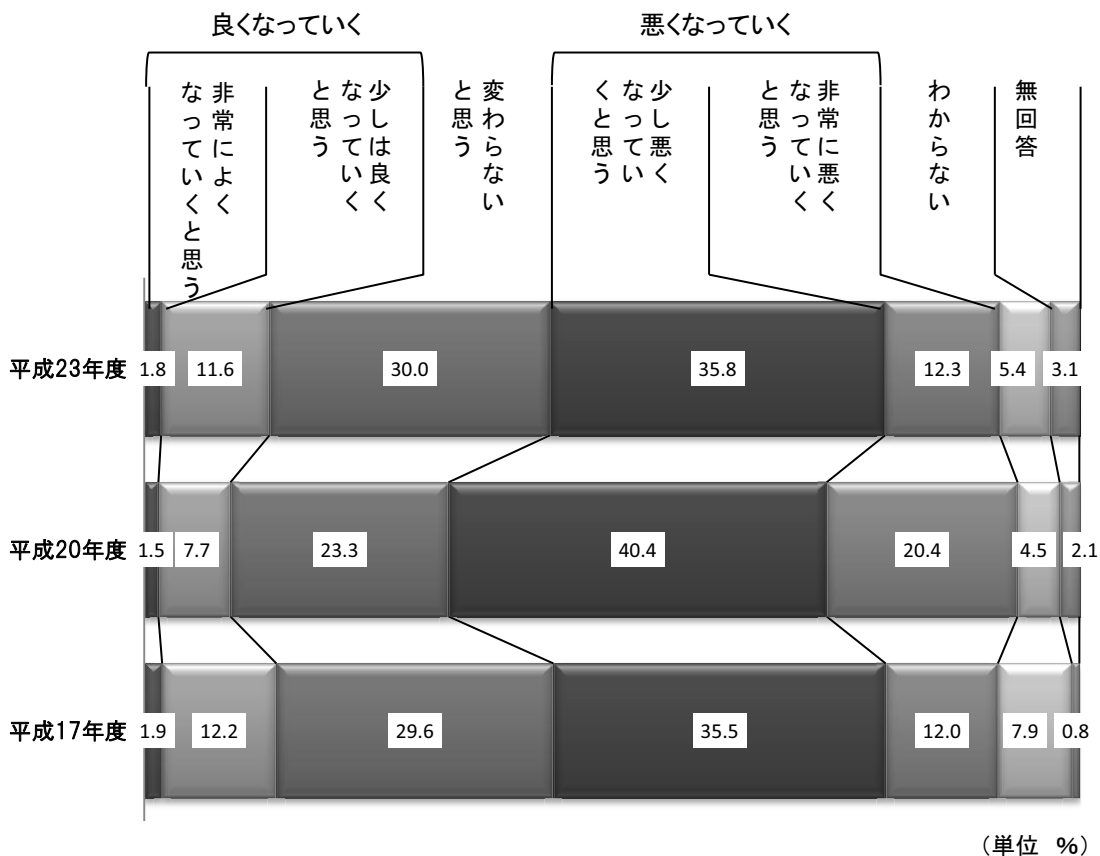 良くなっていく
悪くなっていく
非常によく
なっていくと思う
少しは良く
なっていく
と思う
変わらない
と思う
少し悪く
なってい
くと思う
非常に悪く
なっていく
と思う
わからない
無回答
平成23年度
1.8
11.6
30.0
35.8
12.3
5.4
3.1
平成20年度
1.5
7.7
23.3
40.4
20.4
4.5
2.1
平成17年度
1.9
12.2
29.6
35.5
12.0
7.9
0.8
（単位 %）